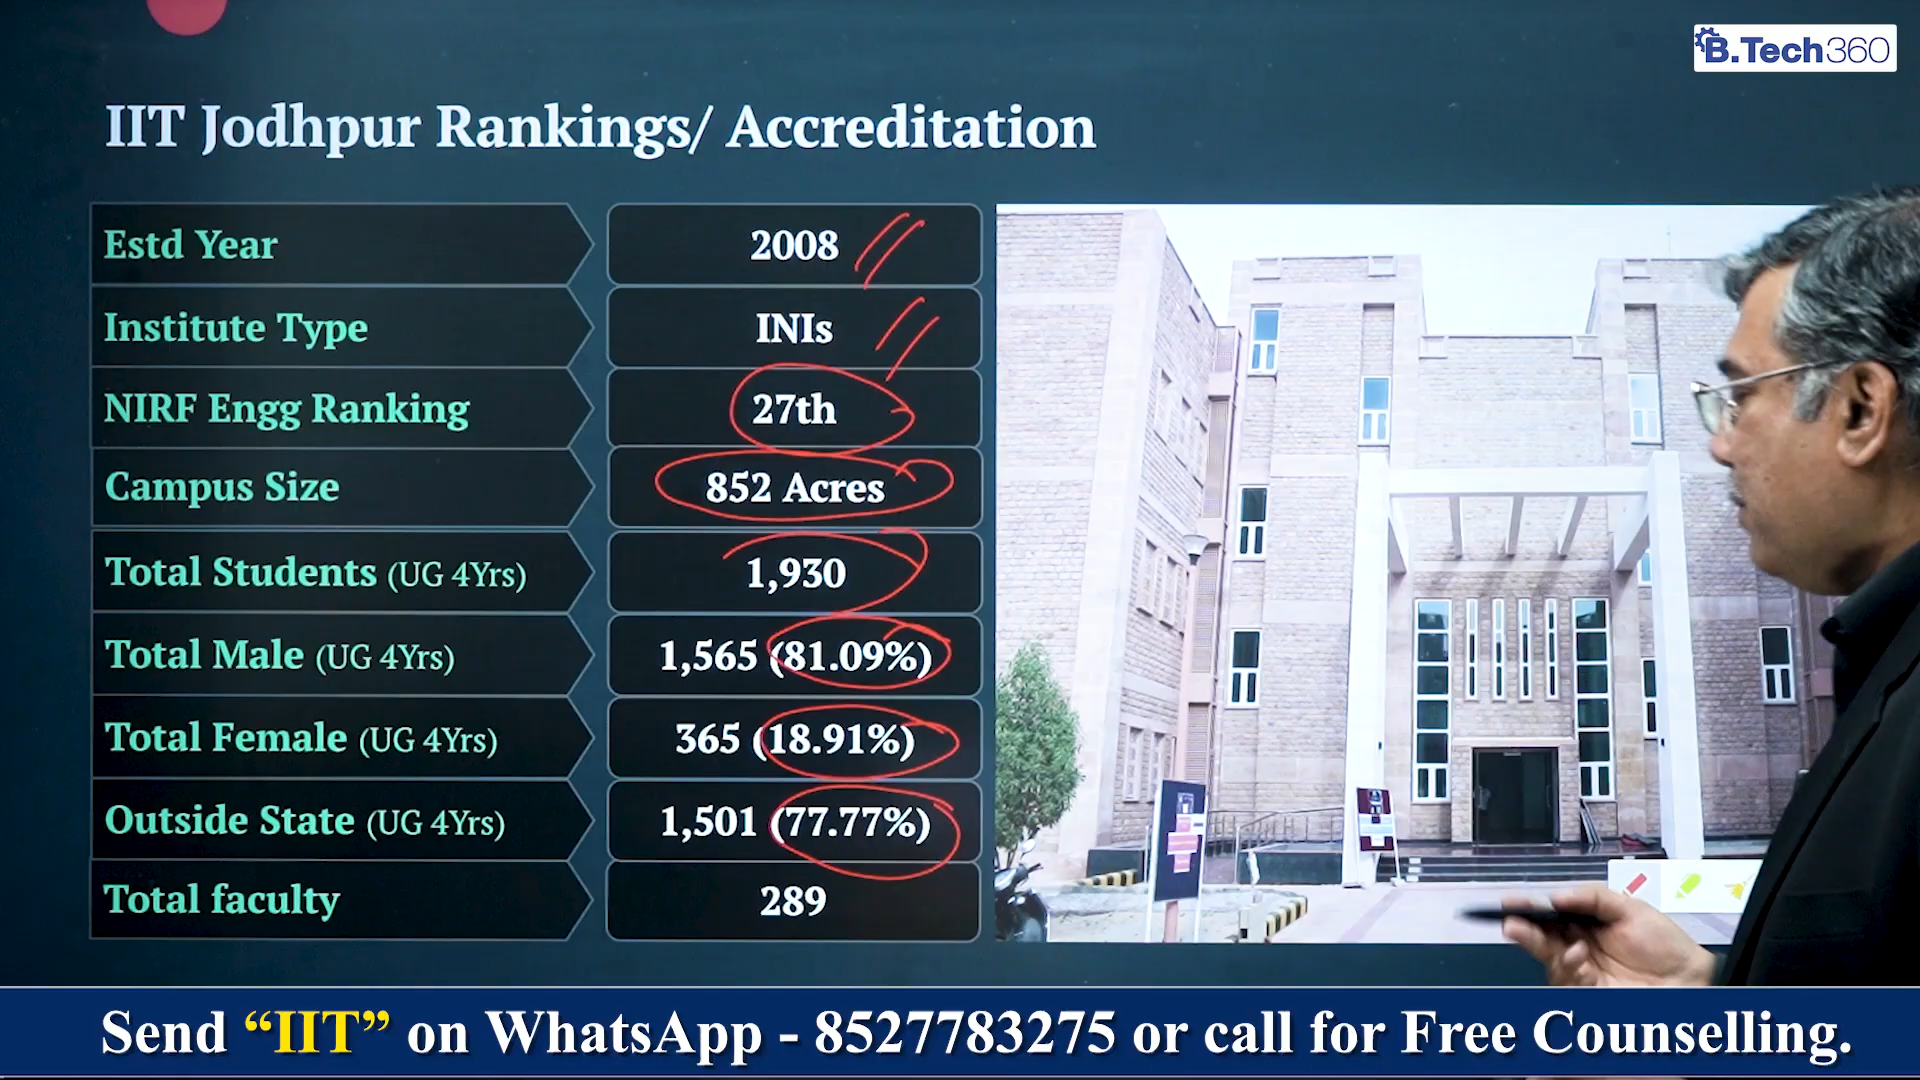 B.Tech360
IIT Jodhpur Rankings/ Accreditation
Estd Year 2008
Institute Type INIs
NIRF Engg Ranking 27th
Campus Size 852 Acres
Total Students (UG 4Yrs) 1,930
Total Male (UG 4Yrs) 1,565 (81.09%)
Total Female (UG 4Yrs) 365 (18.91%)
Outside State (UG 4Yrs) 1,501 (77.77%)
Total faculty 289
Send “IIT” on WhatsApp - 8527783275 or call for Free Counselling.